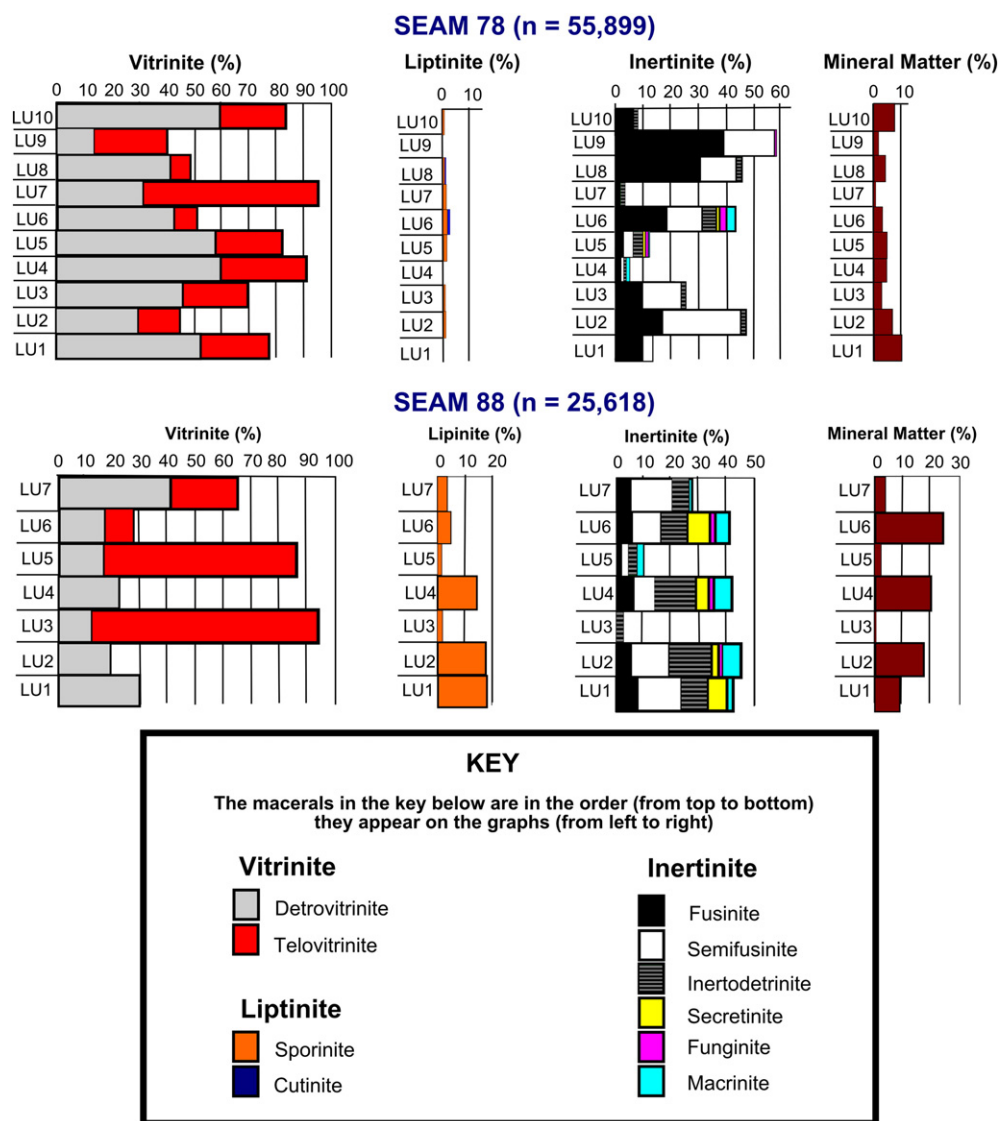 SEAM 78 (n = 55,899)
Vitrinite (%)
0 10 20 30 40 50 60 70 80 90 100
LU10
LU9
LU8
LU7
LU6
LU5
LU4
LU3
LU2
LU1
Liptinite (%)
0 10
LU10
LU9
LU8
LU7
LU6
LU5
LU4
LU3
LU2
LU1
Inertinite (%)
0 10 20 30 40 50 60
LU10
LU9
LU8
LU7
LU6
LU5
LU4
LU3
LU2
LU1
Mineral Matter (%)
0 10
LU10
LU9
LU8
LU7
LU6
LU5
LU4
LU3
LU2
LU1
SEAM 88 (n = 25,618)
Vitrinite (%)
0 10 20 30 40 50 60 70 80 90 100
LU7
LU6
LU5
LU4
LU3
LU2
LU1
Lipinite (%)
0 10 20
LU7
LU6
LU5
LU4
LU3
LU2
LU1
Inertinite (%)
0 10 20 30 40 50
LU7
LU6
LU5
LU4
LU3
LU2
LU1
Mineral Matter (%)
0 10 20 30
LU7
LU6
LU5
LU4
LU3
LU2
LU1
KEY
The macerals in the key below are in the order (from top to bottom)
they appear on the graphs (from left to right)
Vitrinite
Detrovitrinite
Telovitrinite
Liptinite
Sporinite
Cutinite
Inertinite
Fusinite
Semifusinite
Inertodetrinite
Secretinite
Funginite
Macrinite